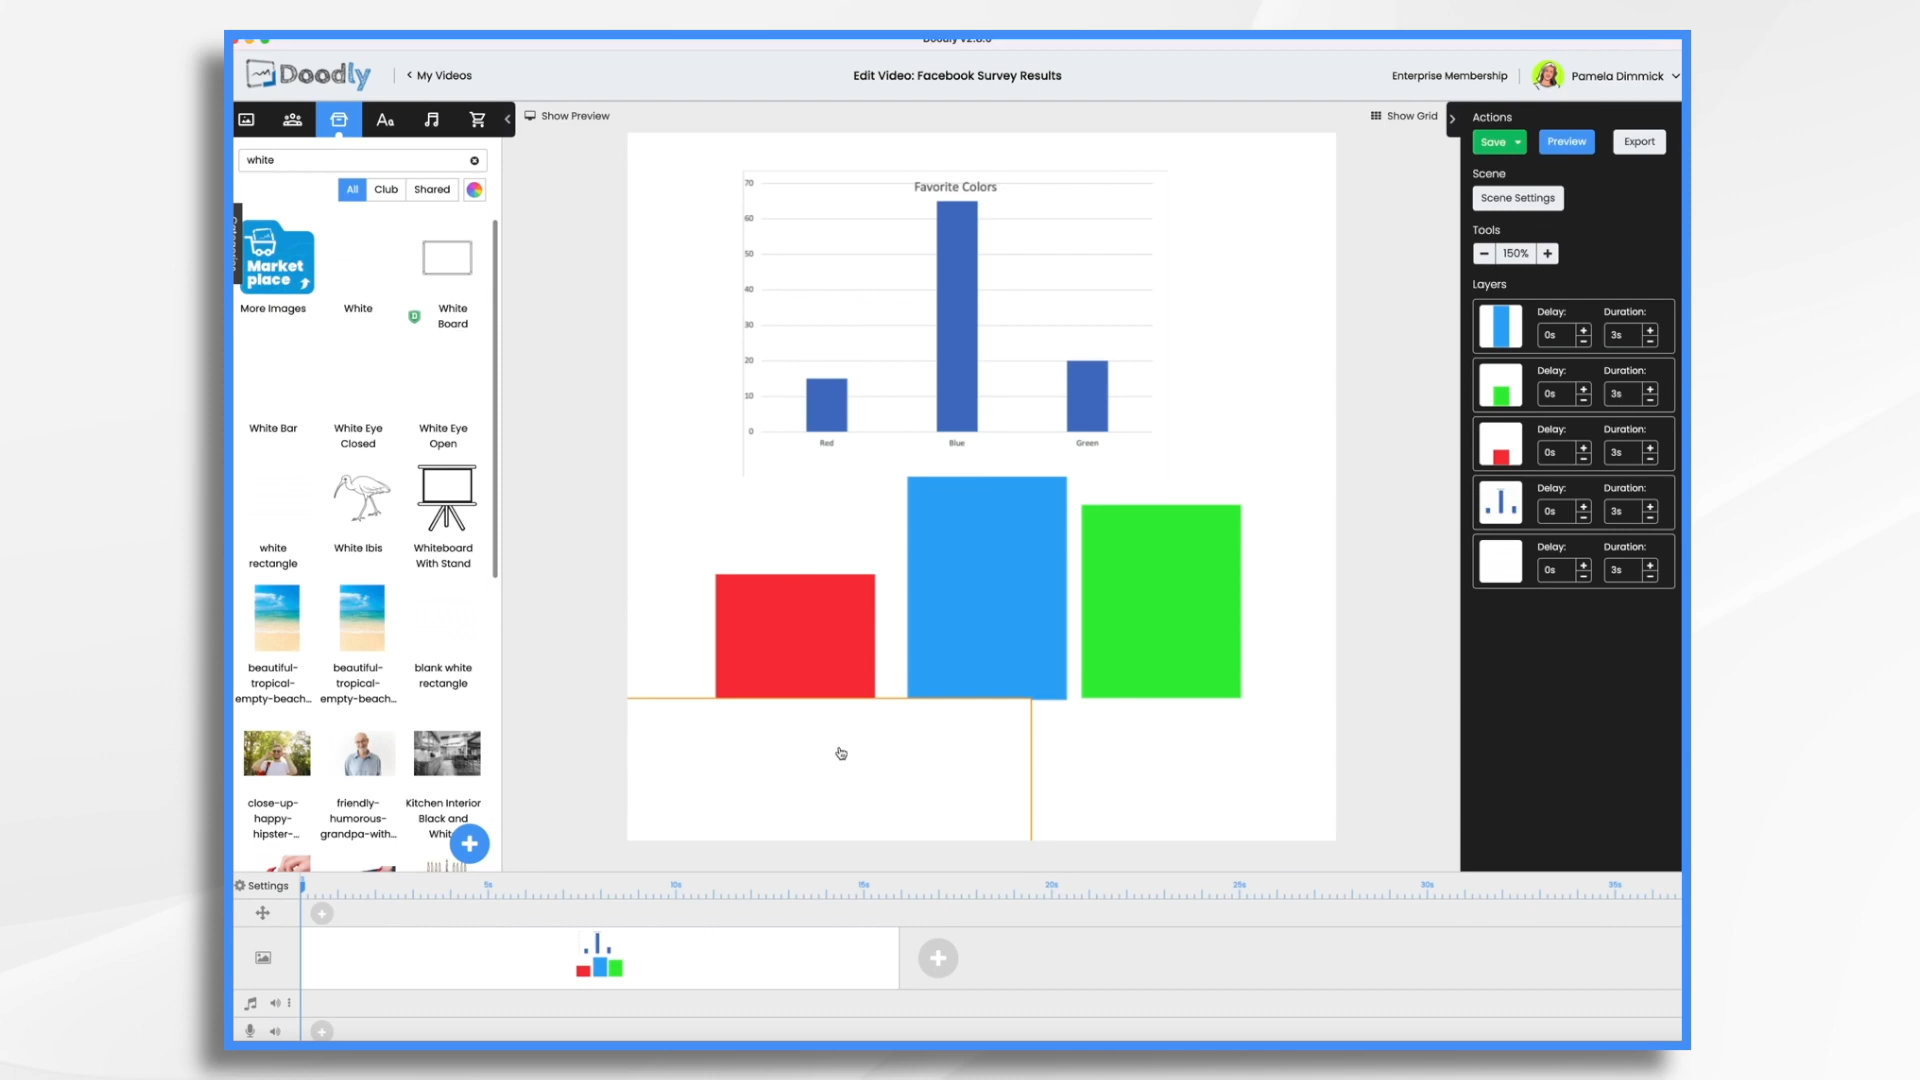 Doodly v2.8.0
Doodly
< My Videos
Edit Video: Facebook Survey Results
Enterprise Membership
Pamela Dimmick
Aa
Show Preview
Show Grid
white
All
Club
Shared
Market
place
More Images
White
D
White
Board
White Bar
White Eye
Closed
White Eye
Open
white
rectangle
White Ibis
Whiteboard
With Stand
beautiful-
tropical-
empty-beach...
beautiful-
tropical-
empty-beach...
blank white
rectangle
close-up-
happy-
hipster-...
friendly-
humorous-
grandpa-with...
Kitchen Interior
Black and
Favorite Colors
70
60
50
40
30
20
10
0
Red
Blue
Green
Actions
Save
Preview
Export
Scene
Scene Settings
Tools
150%
Layers
Delay:
Duration:
0s
3s
Delay:
Duration:
0s
3s
Delay:
Duration:
0s
3s
Delay:
Duration:
0s
3s
Delay:
Duration:
0s
3s
Settings
5s
10s
15s
20s
25s
30s
35s